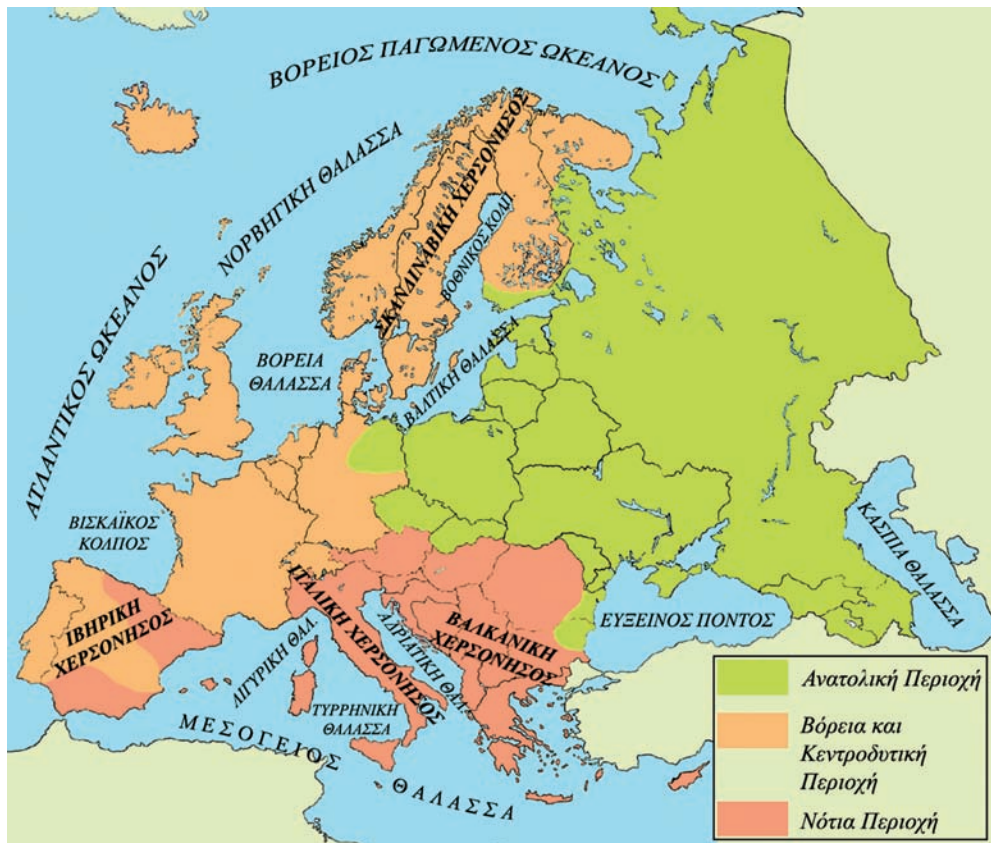 ΒΟΡΕΙΟΣ ΠΑΓΩΜΕΝΟΣ ΩΚΕΑΝΟΣ
ΝΟΡΒΗΓΙΚΗ ΘΑΛΑΣΣΑ
ΑΤΛΑΝΤΙΚΟΣ ΩΚΕΑΝΟΣ
ΣΚΑΝΔΙΝΑΒΙΚΗ ΧΕΡΣΟΝΗΣΟΣ
ΒΟΘΝΙΚΟΣ ΚΟΛΠ.
ΒΟΡΕΙΑ
ΘΑΛΑΣΣΑ
ΒΑΛΤΙΚΗ ΘΑΛΑΣΣΑ
ΒΙΣΚΑΪΚΟΣ
ΚΟΛΠΟΣ
ΚΑΣΠΙΑ ΘΑΛΑΣΣΑ
ΙΒΗΡΙΚΗ
ΧΕΡΣΟΝΗΣΟΣ
ΙΤΑΛΙΚΗ ΧΕΡΣΟΝΗΣΟΣ
ΛΙΓΥΡΙΚΗ ΘΑΛ.
ΑΔΡΙΑΤΙΚΗ ΘΑΛ.
ΒΑΛΚΑΝΙΚΗ
ΧΕΡΣΟΝΗΣΟΣ
ΕΥΞΕΙΝΟΣ ΠΟΝΤΟΣ
ΤΥΡΡΗΝΙΚΗ
ΘΑΛΑΣΣΑ
ΜΕΣΟΓΕΙΟΣ ΘΑΛΑΣΣΑ
Ανατολική Περιοχή
Βόρεια και
Κεντροδυτική
Περιοχή
Νότια Περιοχή